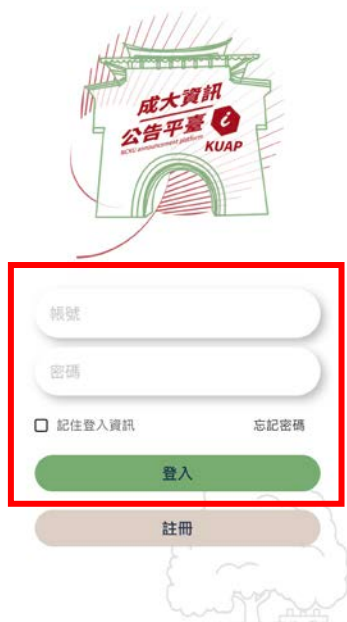 成大資訊
公告平臺
NCKU announcement platform
KUAP
帳號
密碼
記住登入資訊 忘記密碼
登入
註冊